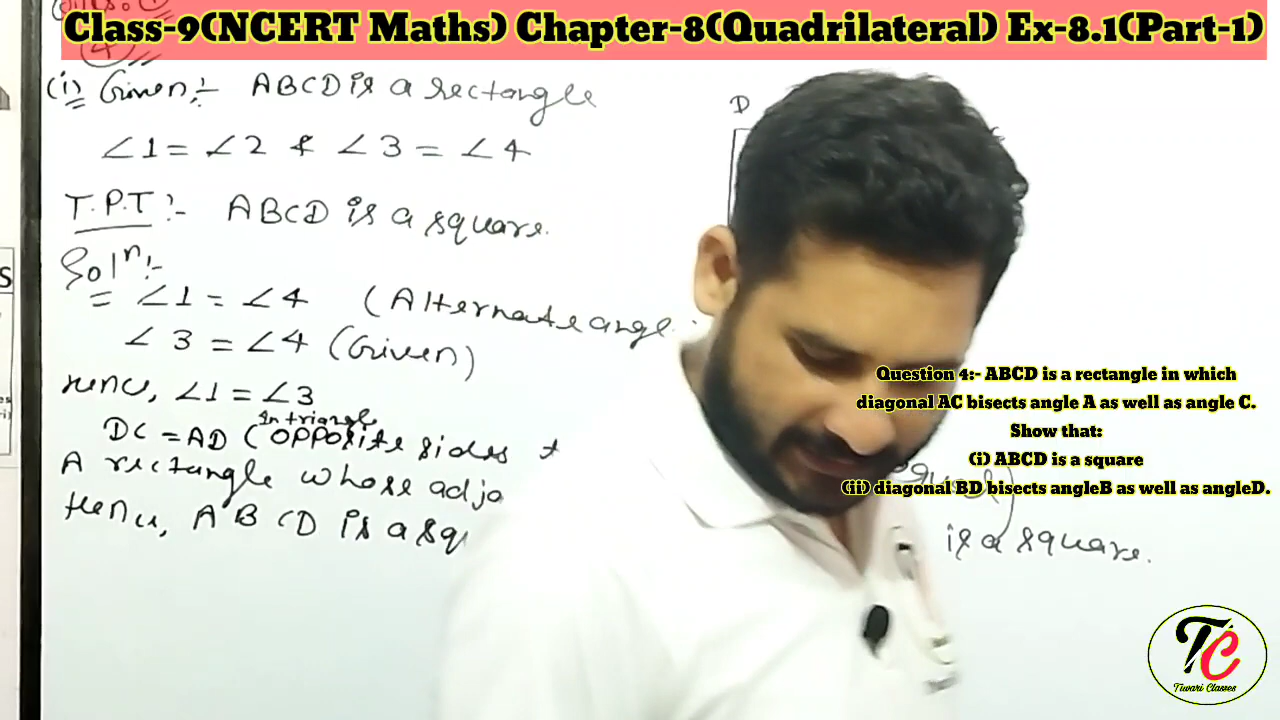 Class-9(NCERT Maths) Chapter-8(Quadrilateral) Ex-8.1(Part-1)
(4)
(i) Given:- ABCD is a rectangle
∠1 = ∠2 & ∠3 = ∠4
T.P.T:- ABCD is a square.
Solⁿ:-
∠1 = ∠4 (Alternate angle
∠3 = ∠4 (Given)
Hence, ∠1 = ∠3
In triangle
DC = AD (opposite sides
A rectangle whose adja
is a square.
Hence, ABCD is a squ
D
Question 4:- ABCD is a rectangle in which
diagonal AC bisects angle A as well as angle C.
Show that:
(i) ABCD is a square
(ii) diagonal BD bisects angleB as well as angleD.
TC
Tiwari Classes